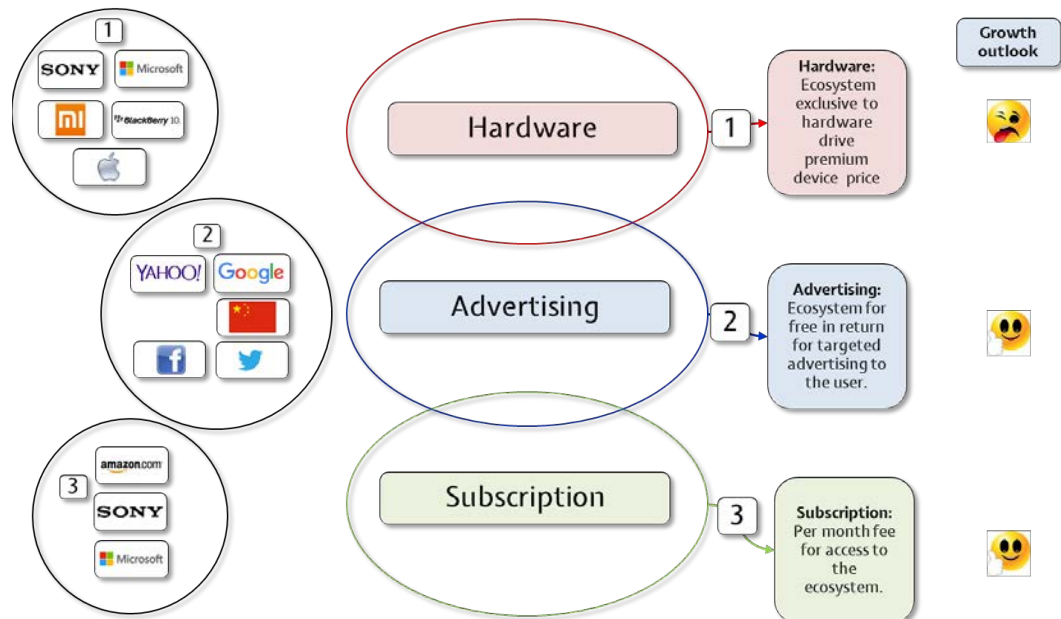 1
SONY
Microsoft
mi
BlackBerry 10.
2
YAHOO!
Google
f
3
amazon.com
SONY
Microsoft
Hardware
Advertising
Subscription
1
2
3
Hardware:
Ecosystem
exclusive to
hardware
drive
premium
device price
Advertising:
Ecosystem for
free in return
for targeted
advertising to
the user.
Subscription:
Per month fee
for access to
the
ecosystem.
Growth
outlook